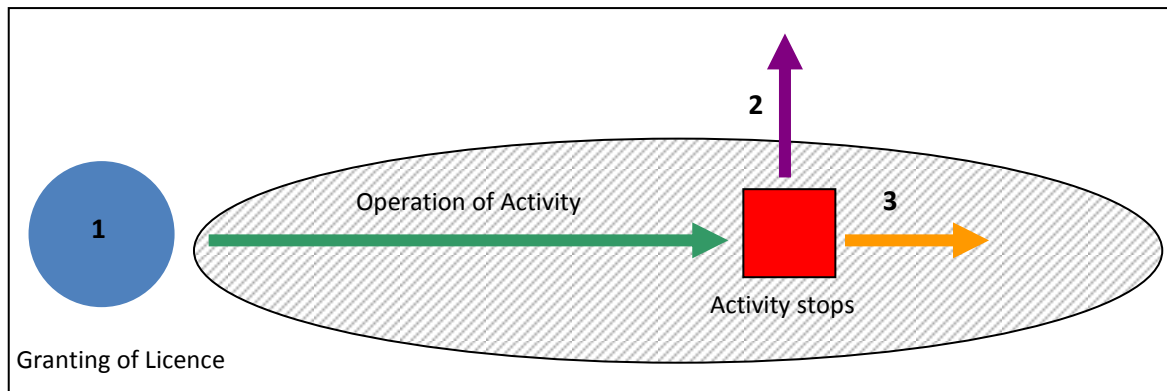 2
1
Operation of Activity
3
Activity stops
Granting of Licence